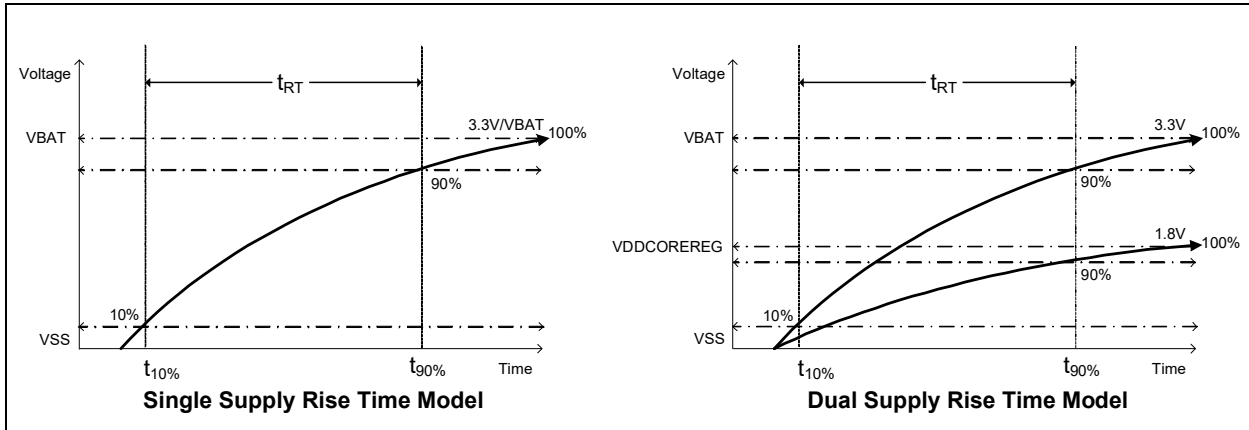 Voltage
tRT
VBAT
3.3V/VBAT
100%
90%
10%
VSS
t10%
t90%
Time
Single Supply Rise Time Model
Voltage
tRT
VBAT
3.3V
100%
90%
VDDCOREREG
1.8V
100%
90%
10%
VSS
t10%
t90%
Time
Dual Supply Rise Time Model